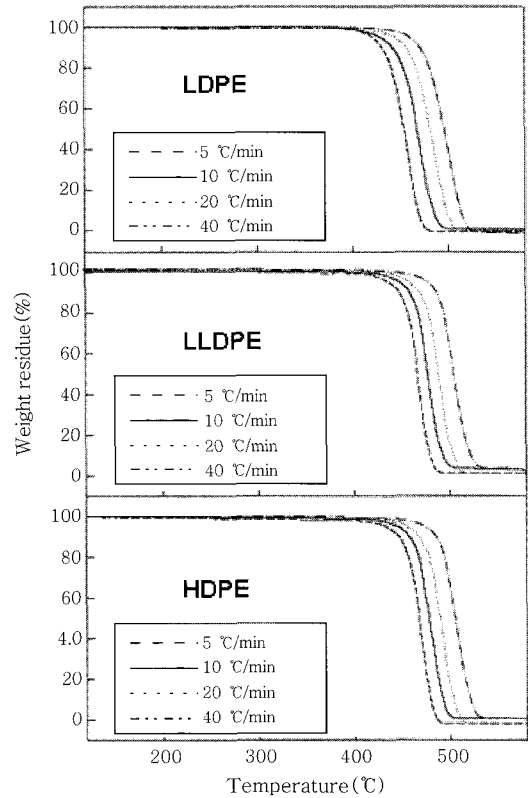 100
80
60
40
20
0
LDPE
5 ℃/min
10 ℃/min
20 ℃/min
40 ℃/min
100
80
60
40
20
0
LLDPE
5 ℃/min
10 ℃/min
20 ℃/min
40 ℃/min
100
80
60
4.0
20
0
HDPE
5 ℃/min
10 ℃/min
20 ℃/min
40 ℃/min
200 300 400 500
Weight residue(%)
Temperature(℃)